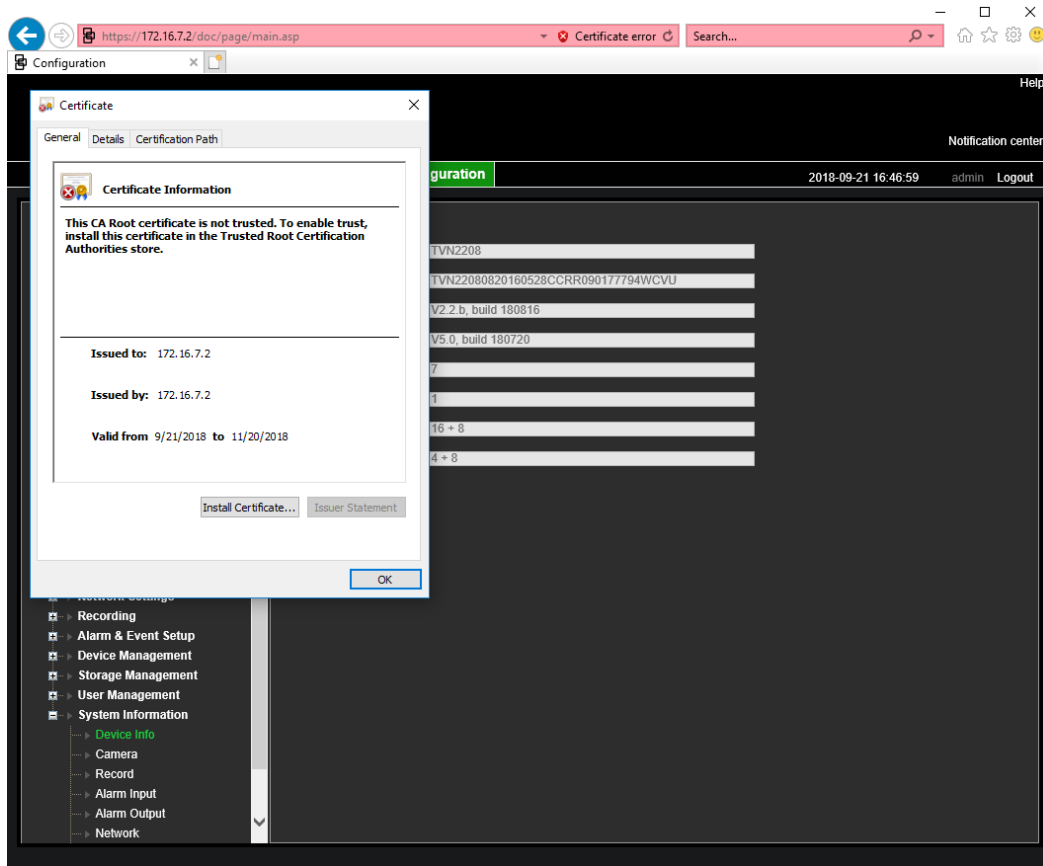 https://172.16.7.2/doc/page/main.asp
Certificate error
Search...
Configuration
Help
Certificate
General
Details
Certification Path
Notification center
guration
2018-09-21 16:46:59
admin
Logout
Certificate Information
This CA Root certificate is not trusted. To enable trust,
install this certificate in the Trusted Root Certification
Authorities store.
TVN2208
TVN22080820160528CCRR090177794WCVU
V2.2.b, build 180816
V5.0, build 180720
Issued to: 172.16.7.2
7
Issued by: 172.16.7.2
1
Valid from 9/21/2018 to 11/20/2018
16 + 8
4 + 8
Install Certificate...
Issuer Statement
OK
Network Settings
Recording
Alarm & Event Setup
Device Management
Storage Management
User Management
System Information
Device Info
Camera
Record
Alarm Input
Alarm Output
Network